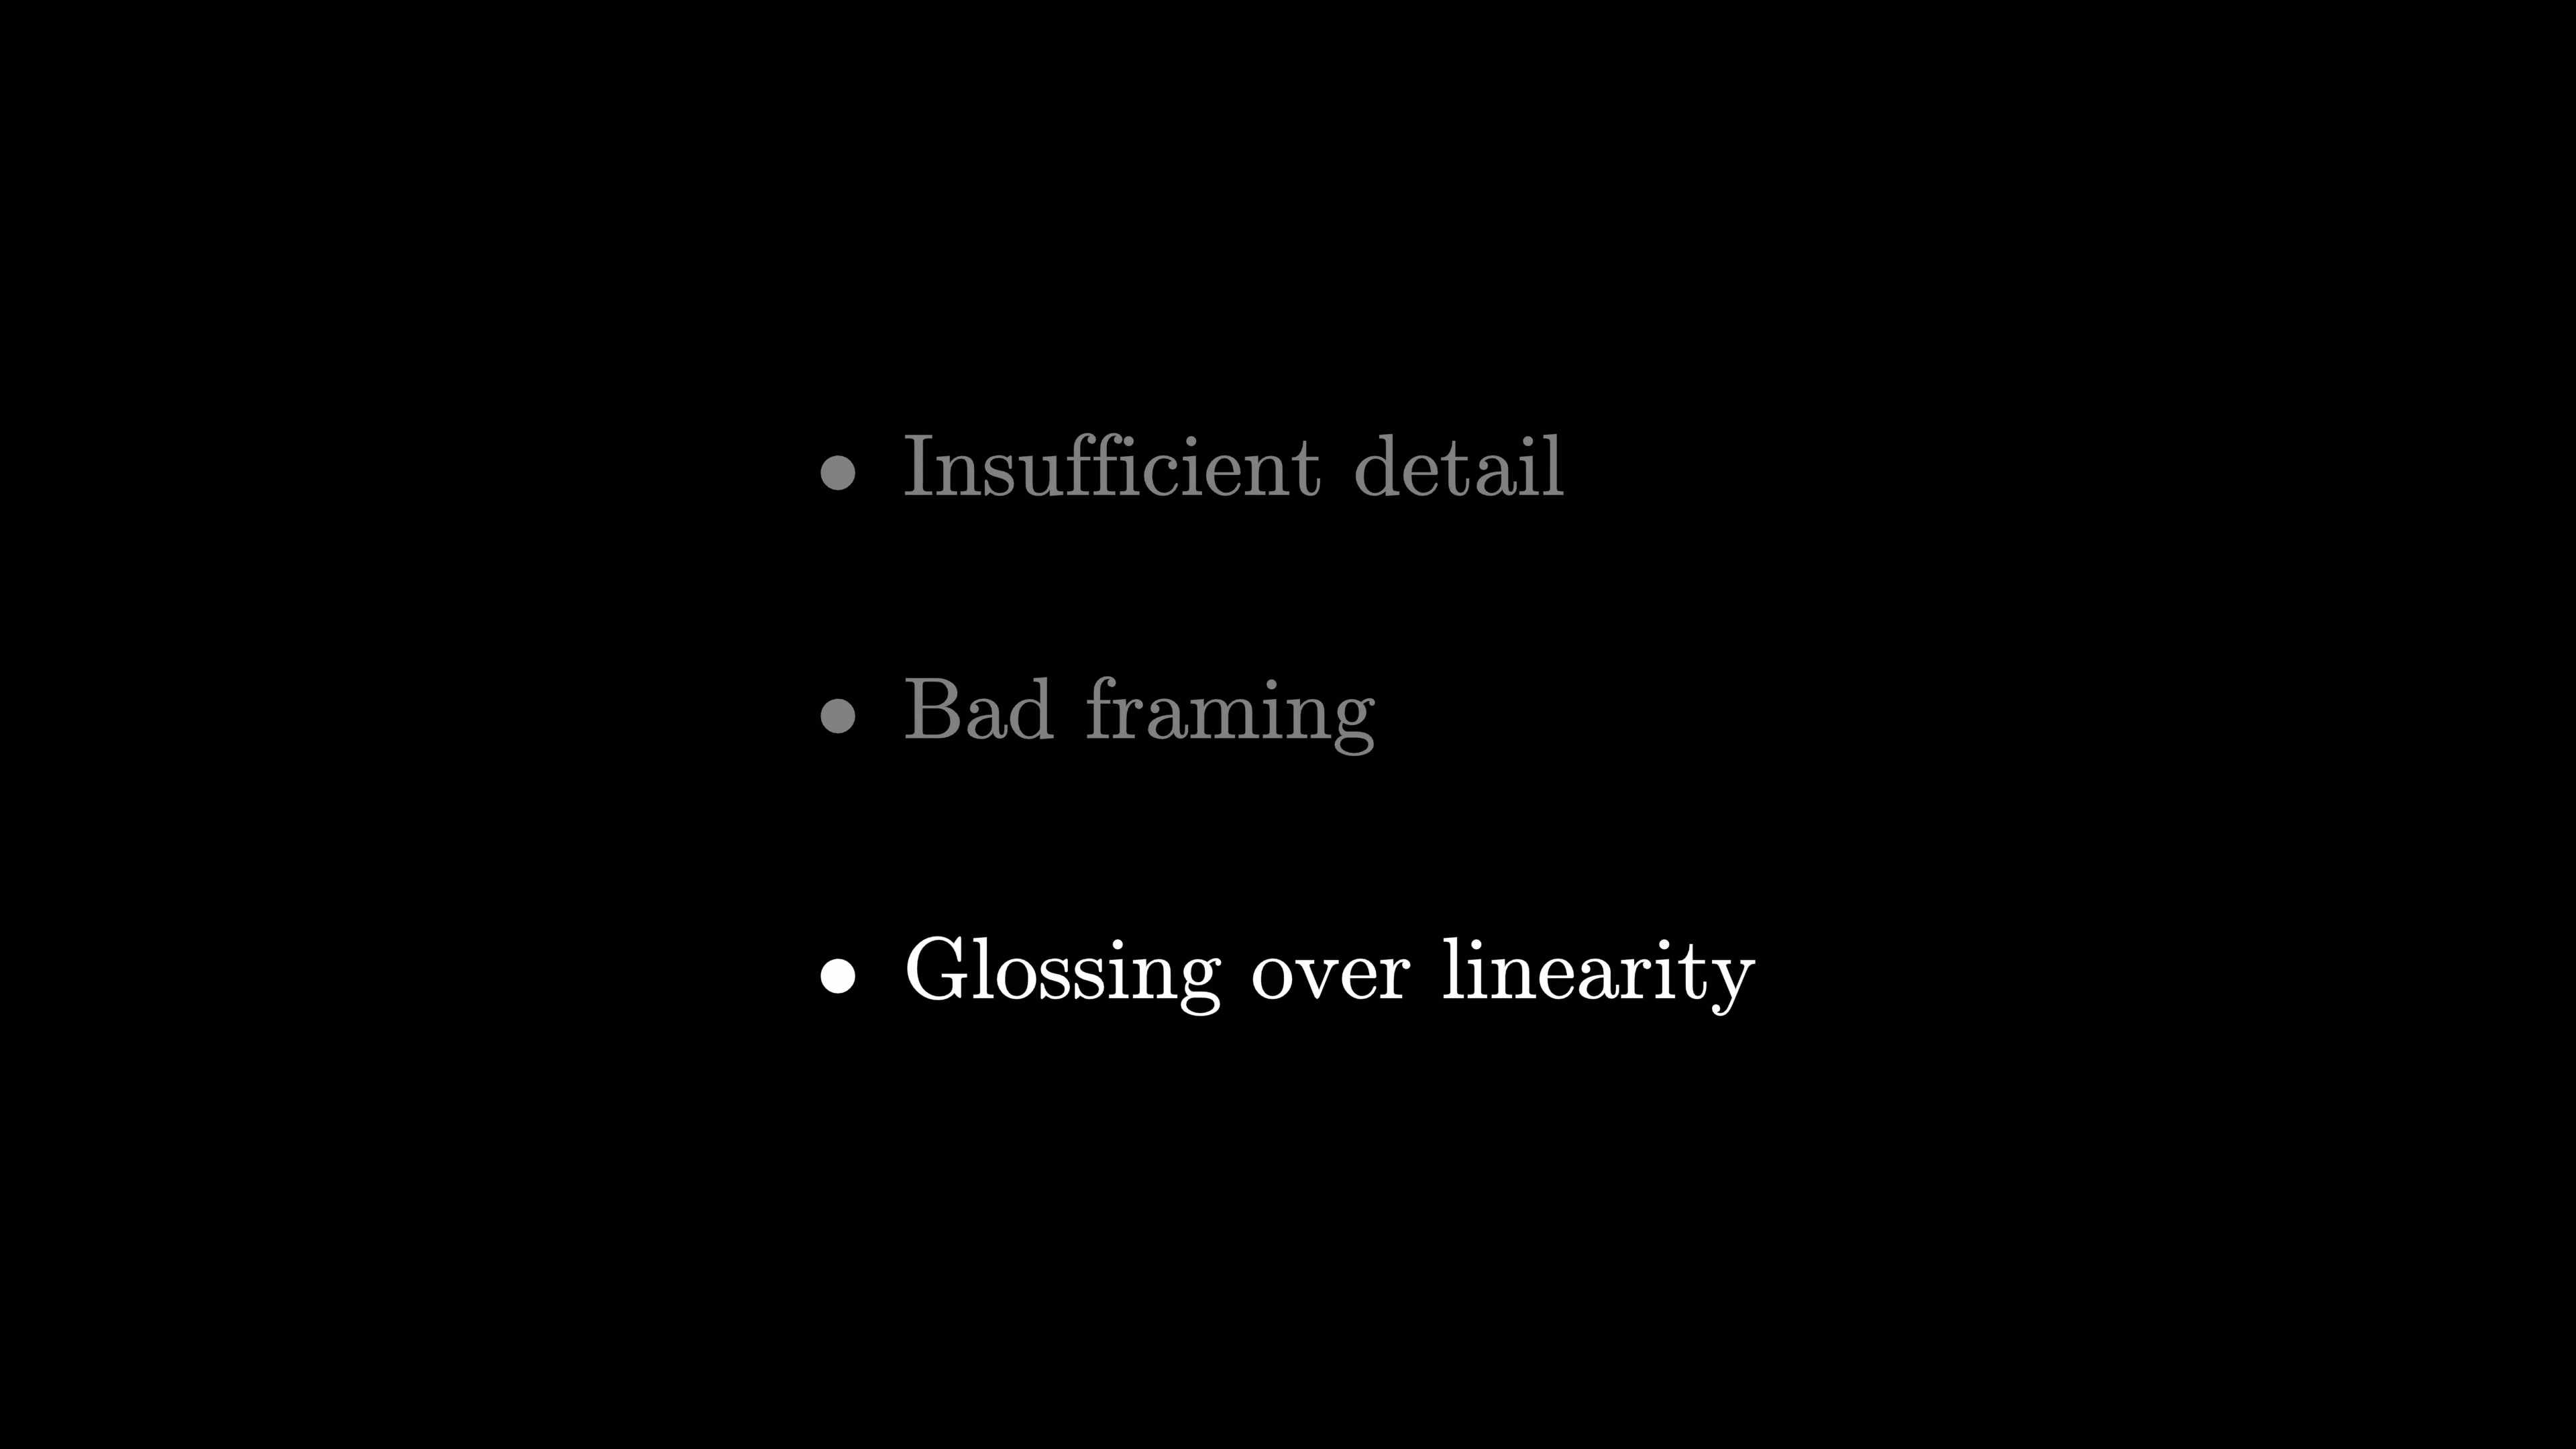 • Insufficient detail
• Bad framing
• Glossing over linearity